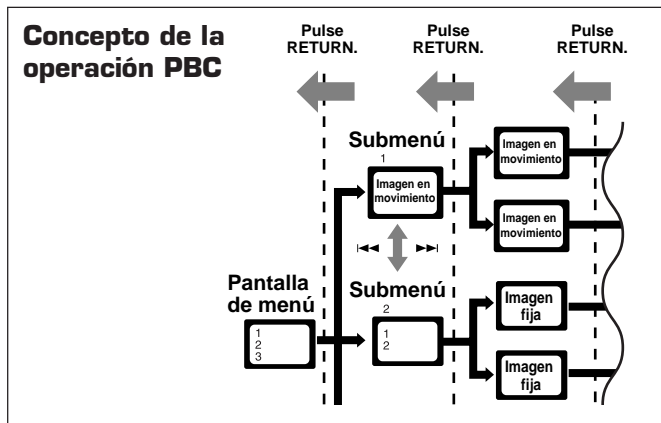 Concepto de la
operación PBC
Pulse
RETURN.
Pulse
RETURN.
Pulse
RETURN.
Submenú
1
Imagen en
movimiento
Imagen en
movimiento
Imagen en
movimiento
Pantalla
de menú
1
2
3
Submenú
2
1
2
Imagen
fija
Imagen
fija